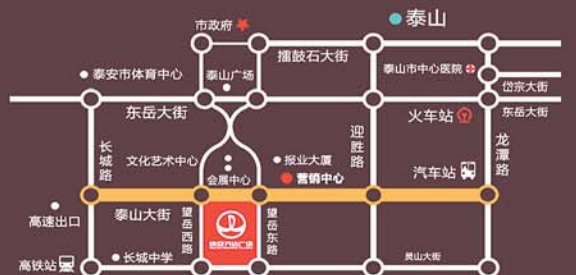 泰山
市政府
擂鼓石大街
泰山市中心医院
泰安市体育中心
泰山广场
岱宗大街
东岳大街
东岳大街
火车站
长城路
迎胜路
龙潭路
文化艺术中心
报业大厦
会展中心
营销中心
汽车站
高速出口
泰山大街
望岳西路
望岳东路
高铁站
长城中学
灵山大街